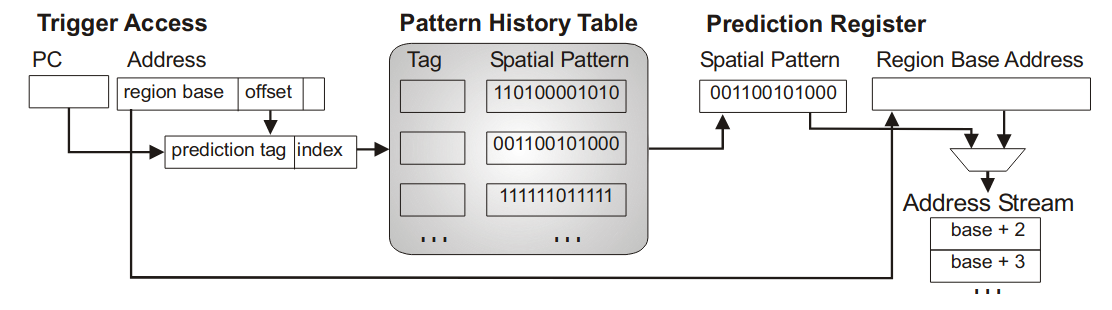 Trigger Access
PC
Address
region base
offset
prediction tag
index
Pattern History Table
Tag
Spatial Pattern
110100001010
001100101000
111111011111
...
...
Prediction Register
Spatial Pattern
Region Base Address
001100101000
Address Stream
base + 2
base + 3
...